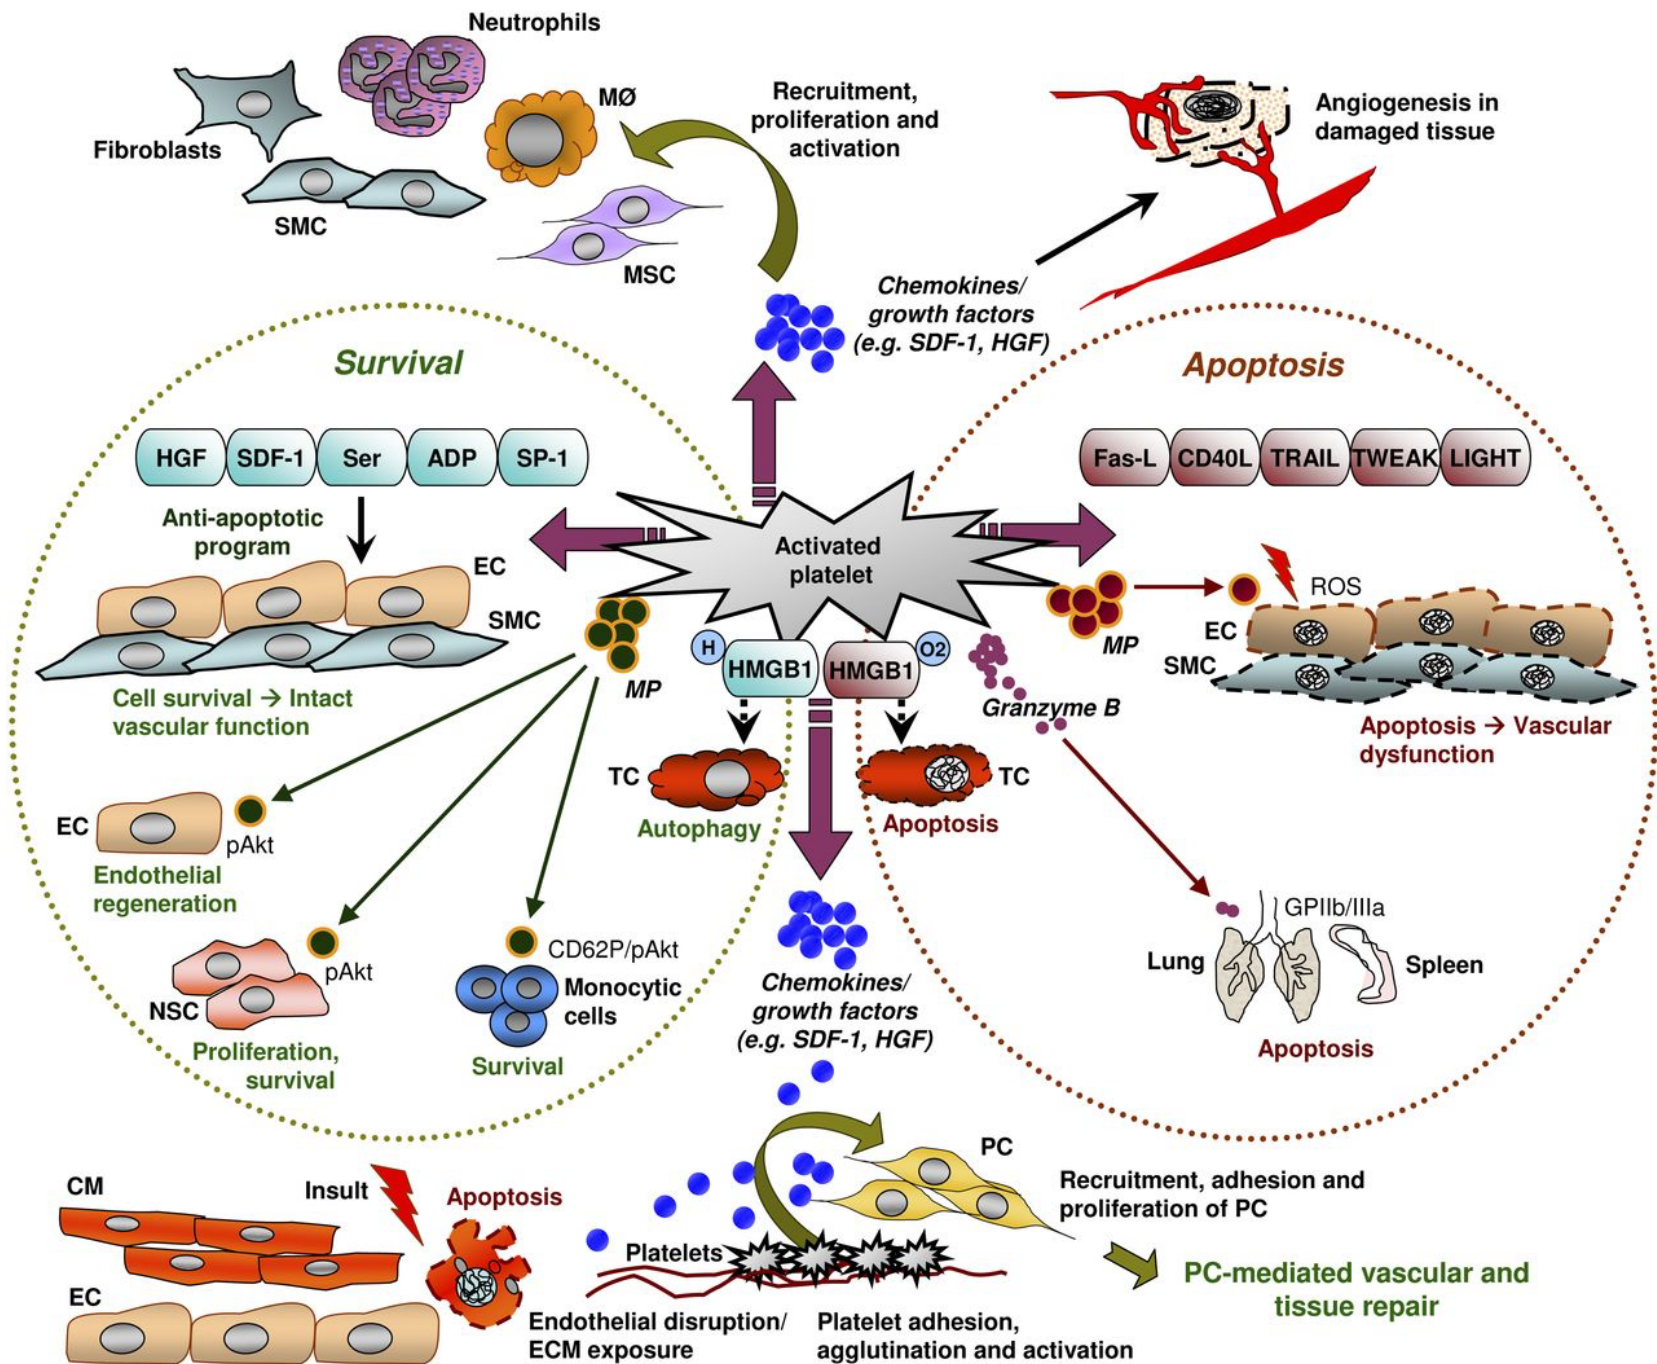 Neutrophils
MØ
Fibroblasts
SMC
MSC
Recruitment,
proliferation and
activation
Angiogenesis in
damaged tissue
Chemokines/
growth factors
(e.g. SDF-1, HGF)
Survival
HGF SDF-1 Ser ADP SP-1
Anti-apoptotic
program
EC
SMC
Cell survival → Intact
vascular function
MP
EC
pAkt
Endothelial
regeneration
NSC
pAkt
Proliferation,
survival
CD62P/pAkt
Monocytic
cells
Survival
Activated
platelet
H
HMGB1
HMGB1
O2
TC
Autophagy
TC
Apoptosis
Apoptosis
Fas-L CD40L TRAIL TWEAK LIGHT
MP
ROS
EC
SMC
Granzyme B
Apoptosis → Vascular
dysfunction
GPIIb/IIIa
Lung
Spleen
Apoptosis
Chemokines/
growth factors
(e.g. SDF-1, HGF)
CM
Insult
Apoptosis
EC
Platelets
Endothelial disruption/
ECM exposure
Platelet adhesion,
agglutination and activation
PC
Recruitment, adhesion and
proliferation of PC
PC-mediated vascular and
tissue repair